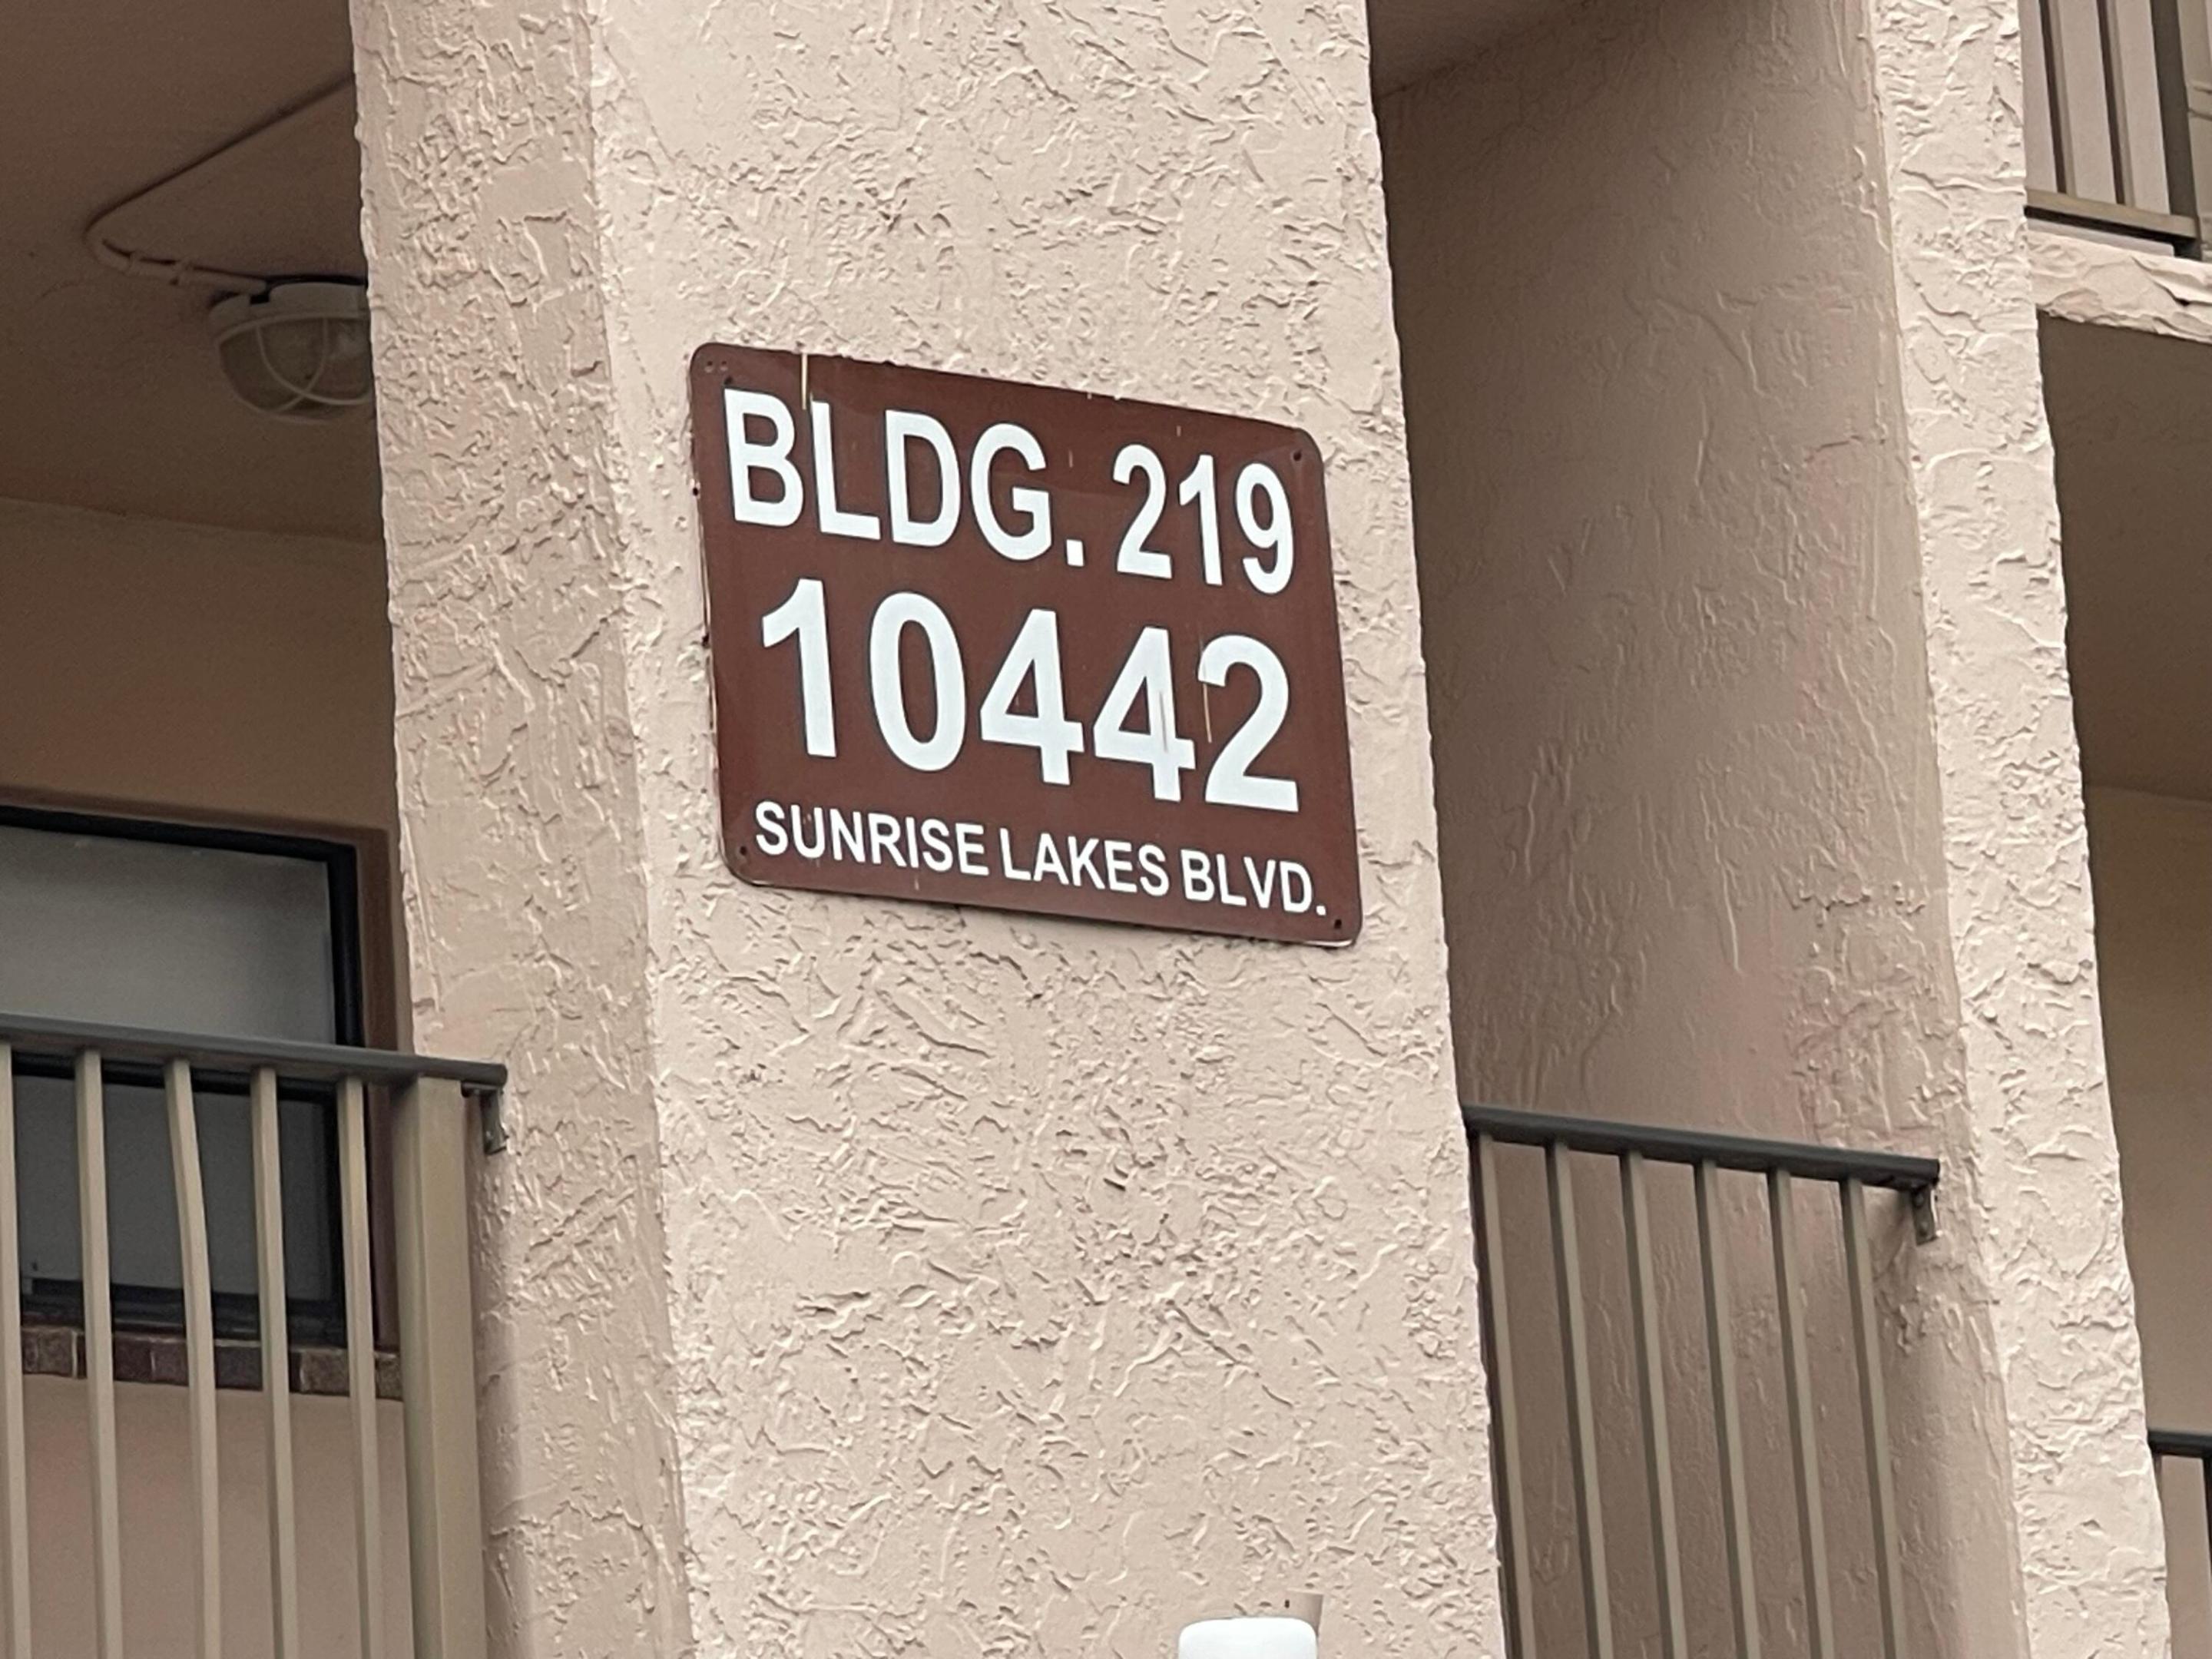 BLDG. 219
10442
SUNRISE LAKES BLVD.